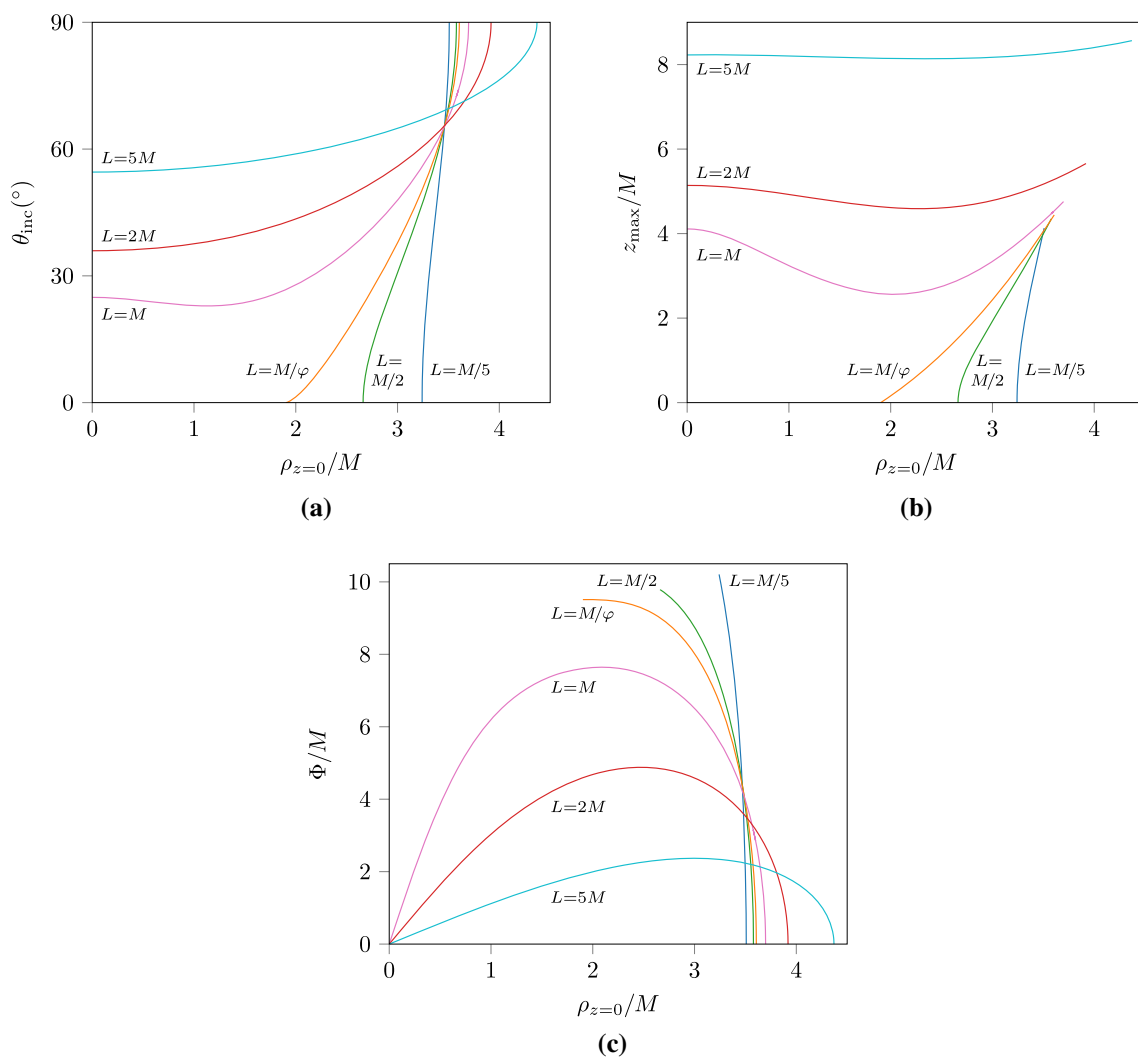 90
60
30
0
θinc(°)
L=5M
L=2M
L=M
L=M/φ
L=
M/2
L=M/5
0 1 2 3 4
ρz=0/M
(a)
8
6
4
2
0
zmax/M
L=5M
L=2M
L=M
L=M/φ
L=
M/2
L=M/5
0 1 2 3 4
ρz=0/M
(b)
10
8
6
4
2
0
Φ/M
L=M/2
L=M/5
L=M/φ
L=M
L=2M
L=5M
0 1 2 3 4
ρz=0/M
(c)